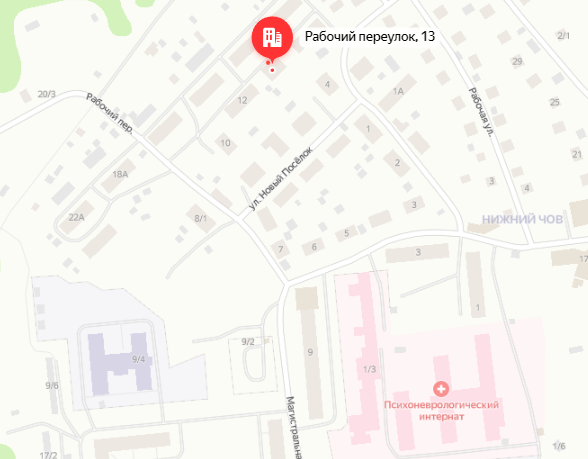 Рабочий переулок, 13
2/1
29
20/3
Рабочий пер.
12
4
1А
25
Рабочая ул.
1
21
10
2
18А
ул. Новый Посёлок
3
4
22А
8/1
3
НИЖНИЙ ЧОВ
5
6
7
3
17
1
9/2
9
9/4
1/3
9/6
Психоневрологический
интернат
Магистральна
17/2
1/6